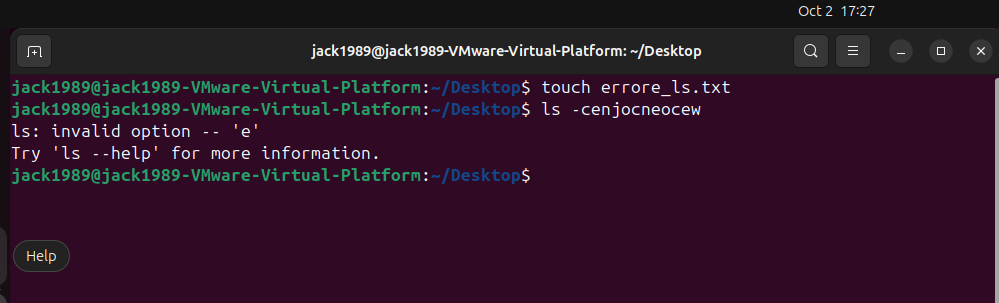 Oct 2 17:27
jack1989@jack1989-VMware-Virtual-Platform: ~/Desktop
jack1989@jack1989-VMware-Virtual-Platform:~/Desktop$ touch errore_ls.txt
jack1989@jack1989-VMware-Virtual-Platform:~/Desktop$ ls -cenjocneocew
ls: invalid option -- 'e'
Try 'ls --help' for more information.
jack1989@jack1989-VMware-Virtual-Platform:~/Desktop$
Help